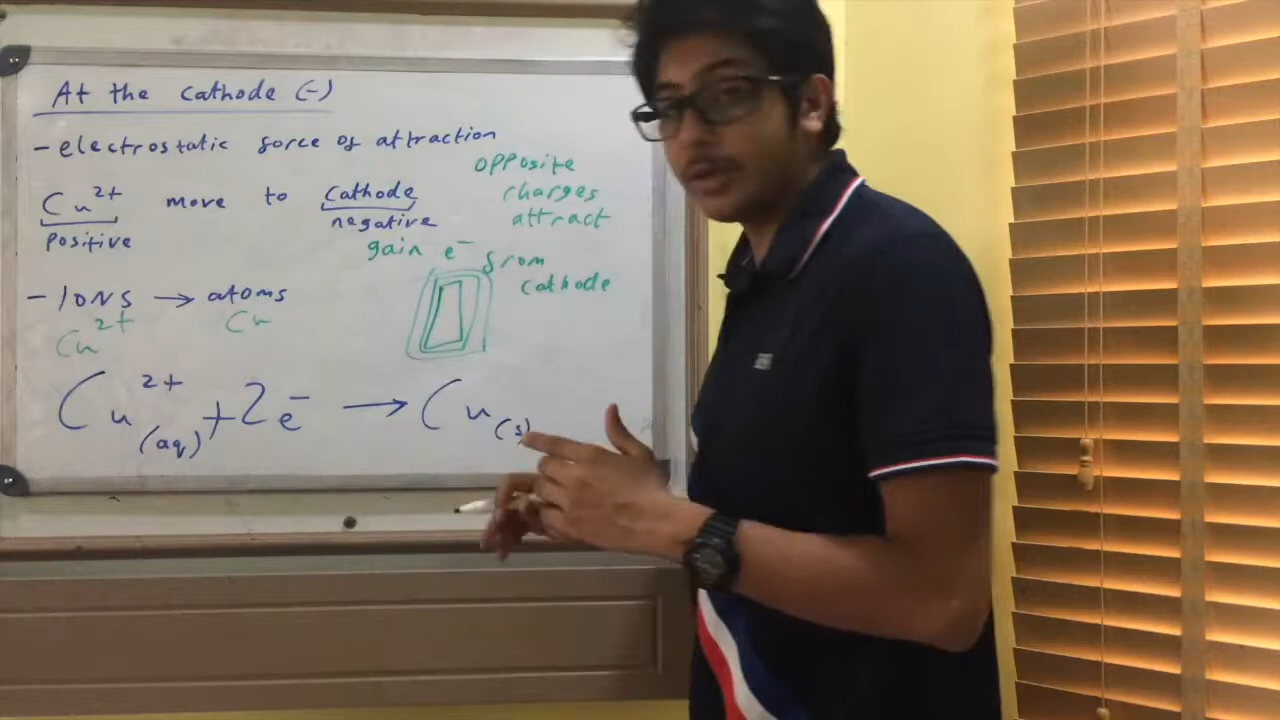 At the cathode (-)
- electrostatic force of attraction
Cu²⁺ move to cathode
positive negative
opposite
charges
attract
gain e⁻ from
cathode
- IONS → atoms
Cu²⁺ Cu
Cu²⁺(aq) + 2e⁻ → Cu(s)